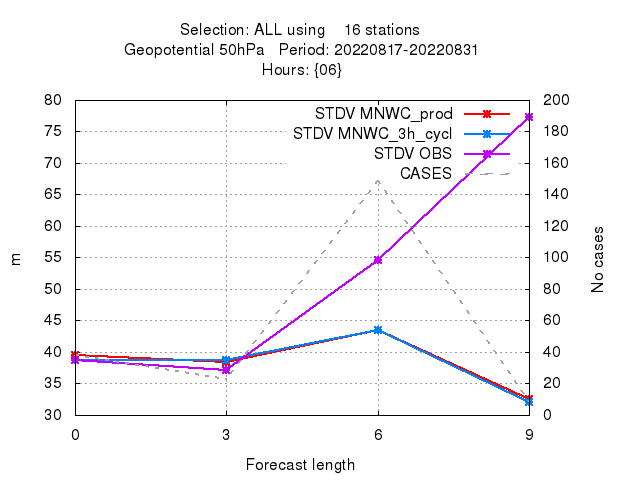 Selection: ALL using    16 stations
Geopotential 50hPa   Period: 20220817-20220831
Hours: {06}
80
75
70
65
60
55
50
45
40
35
30
m
STDV MNWC_prod
STDV MNWC_3h_cycl
STDV OBS
CASES
200
180
160
140
120
100
80
60
40
20
0
No cases
0 3 6 9
Forecast length